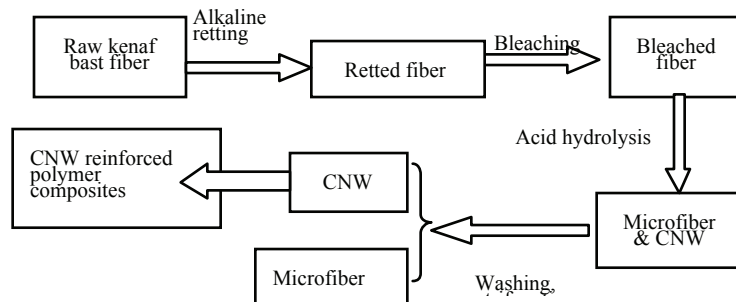 Alkaline
retting
Raw kenaf
bast fiber
Retted fiber
Bleaching
Bleached
fiber
Acid hydrolysis
Microfiber
& CNW
Washing,
CNW
Microfiber
CNW reinforced
polymer
composites